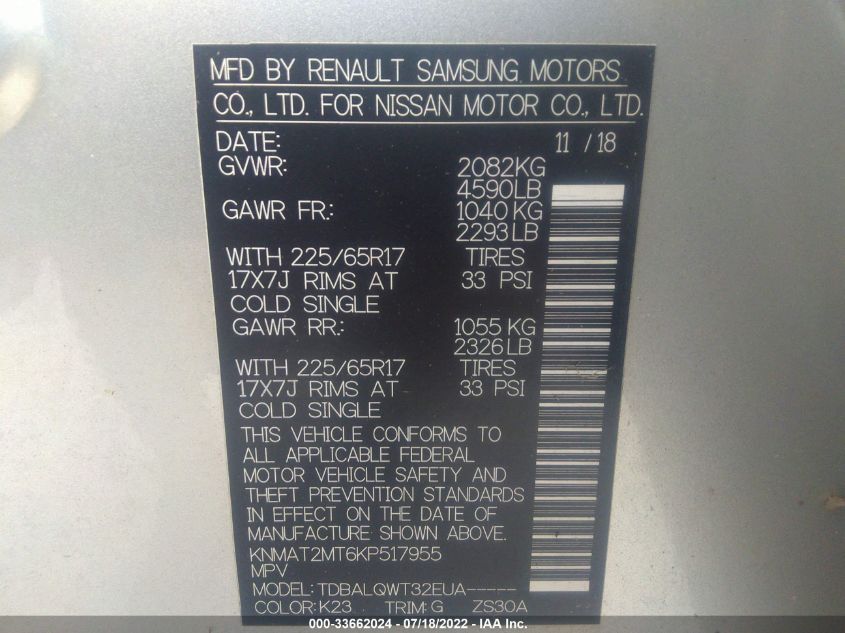 MFD BY RENAULT SAMSUNG MOTORS
CO., LTD. FOR NISSAN MOTOR CO., LTD.
DATE: 11 / 18
GVWR: 2082KG
4590LB
GAWR FR: 1040 KG
2293 LB
WITH 225/65R17 TIRES
17X7J RIMS AT 33 PSI
COLD SINGLE
GAWR RR: 1055 KG
2326LB
WITH 225/65R17 TIRES
17X7J RIMS AT 33 PSI
COLD SINGLE
THIS VEHICLE CONFORMS TO
ALL APPLICABLE FEDERAL
MOTOR VEHICLE SAFETY AND
THEFT PREVENTION STANDARDS
IN EFFECT ON THE DATE OF
MANUFACTURE SHOWN ABOVE.
KNMAT2MT6KP517955
MPV
MODEL: TDBALQWT32EUA-----
COLOR: K23 TRIM: G ZS30A
000-33662024 - 07/18/2022 - IAA Inc.